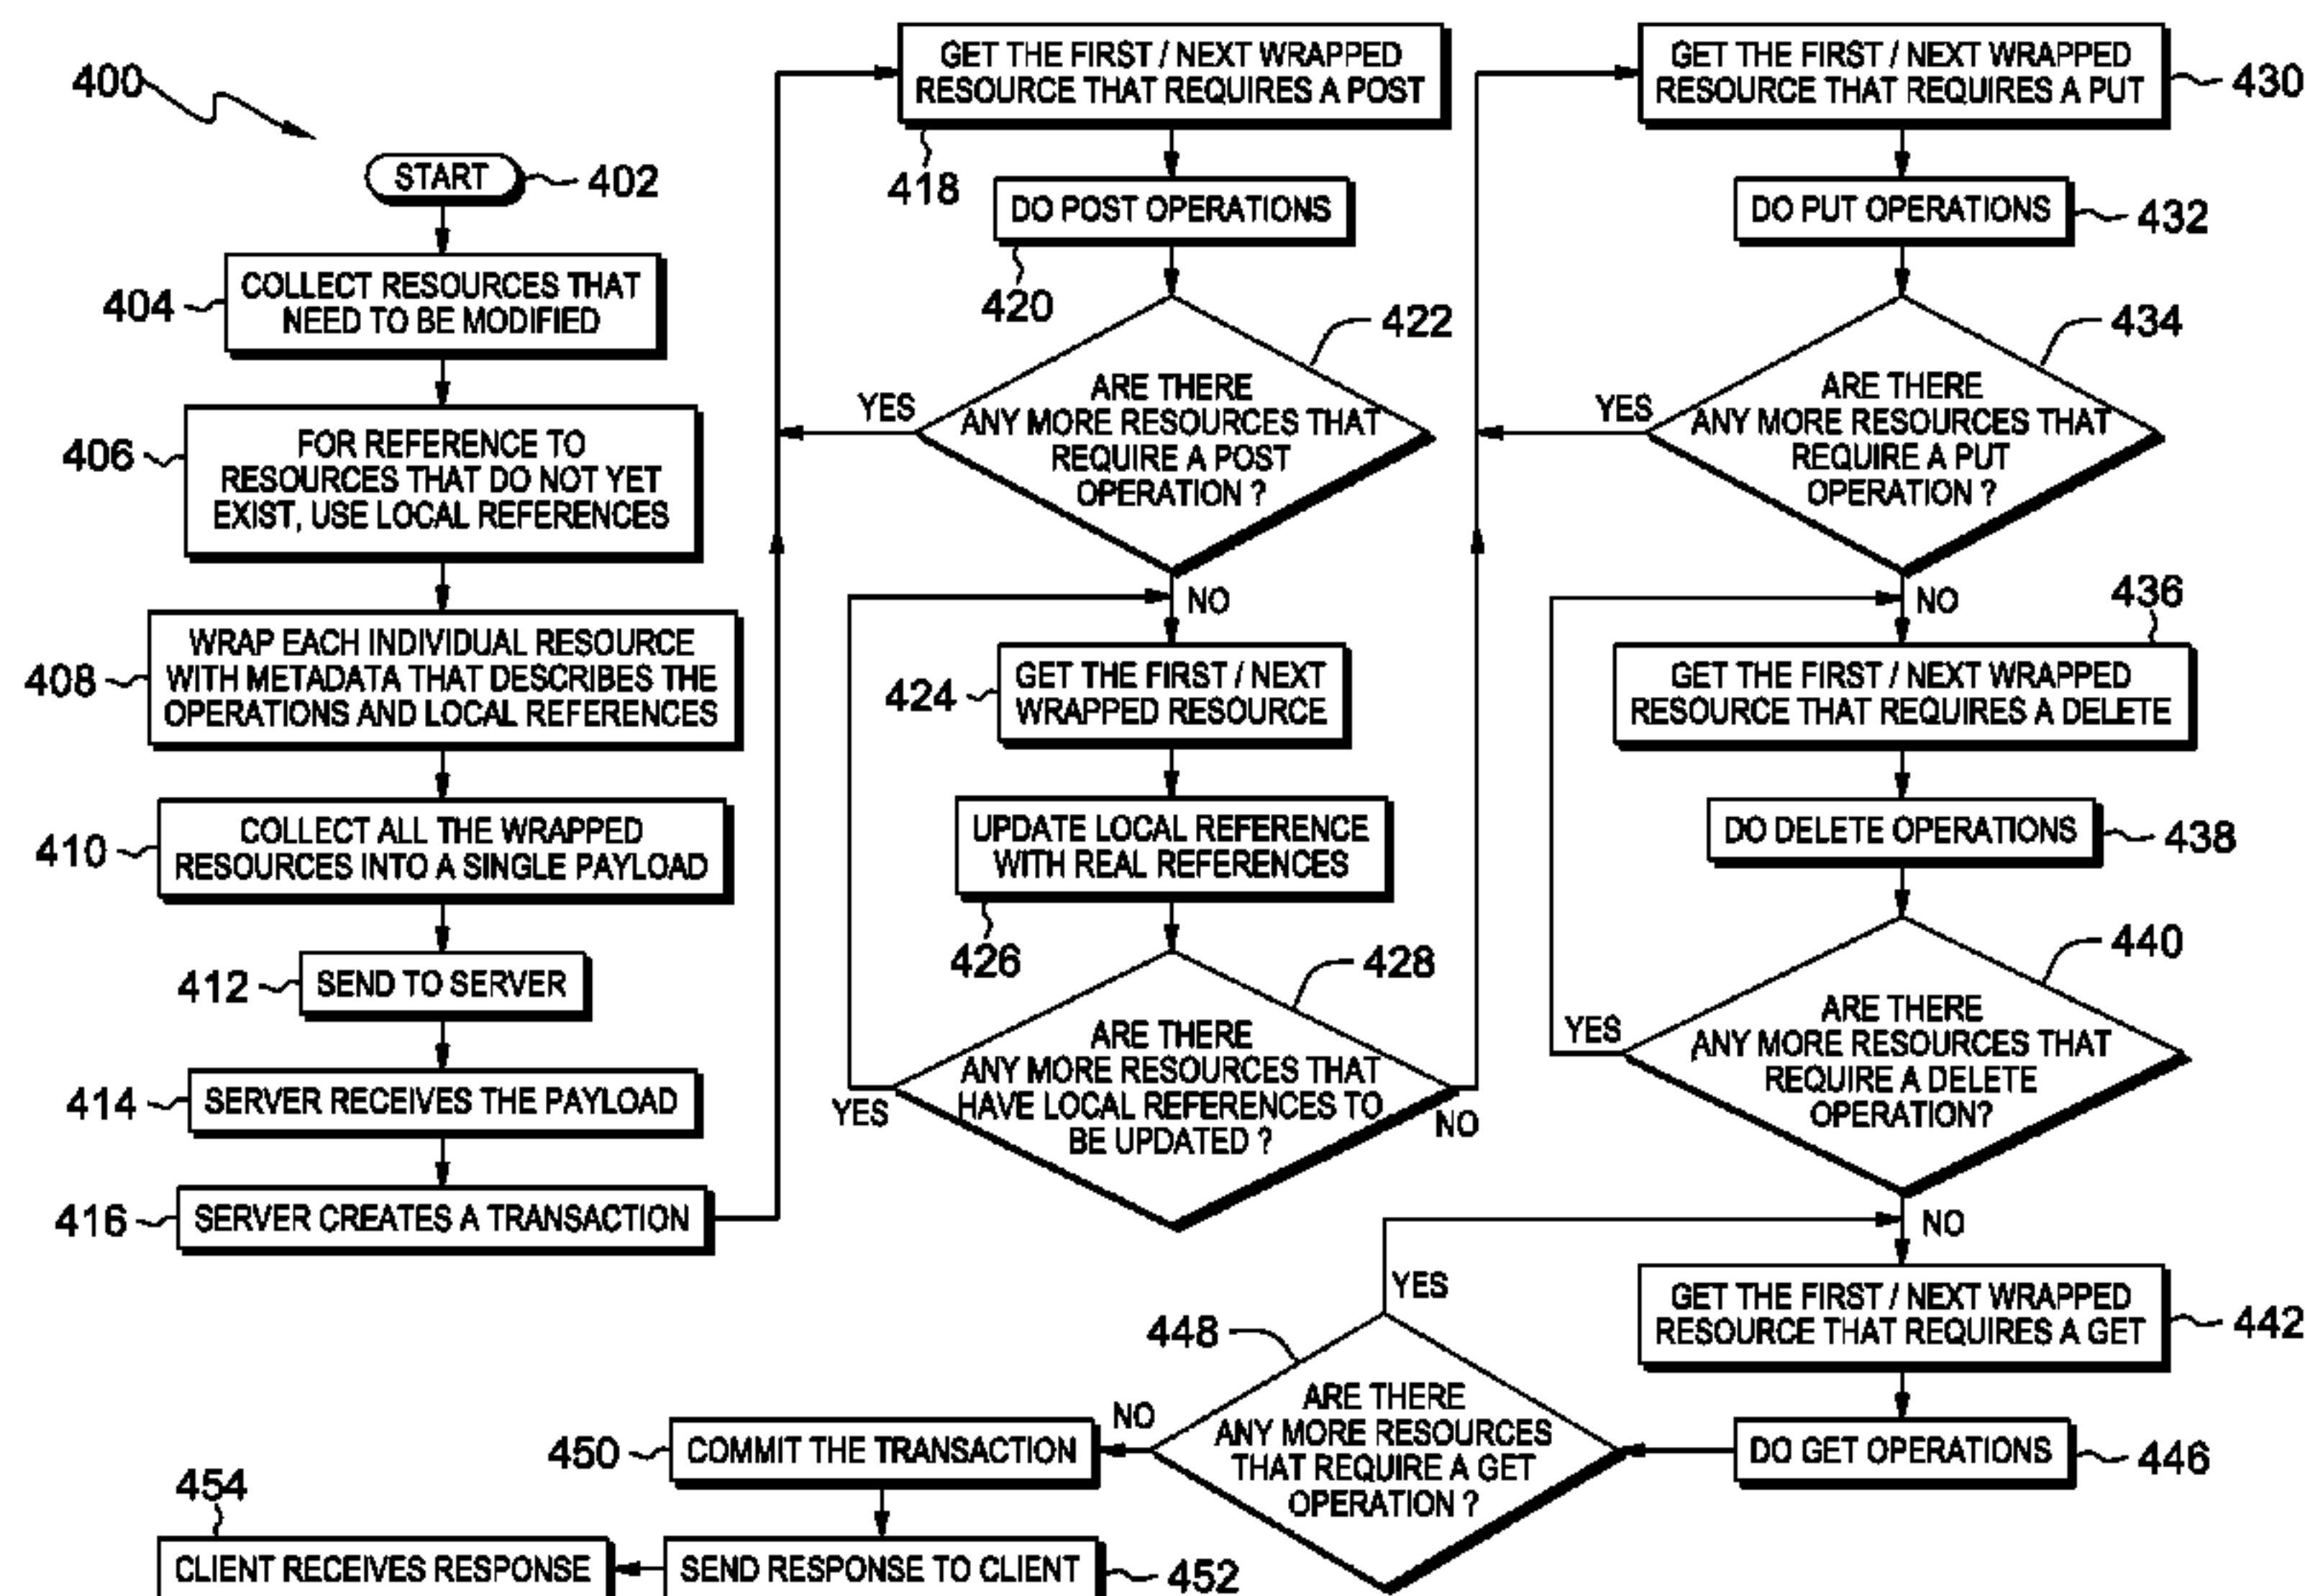 400
START
402
COLLECT RESOURCES THAT
NEED TO BE MODIFIED
404
FOR REFERENCE TO
RESOURCES THAT DO NOT YET
EXIST, USE LOCAL REFERENCES
406
WRAP EACH INDIVIDUAL RESOURCE
WITH METADATA THAT DESCRIBES THE
OPERATIONS AND LOCAL REFERENCES
408
COLLECT ALL THE WRAPPED
RESOURCES INTO A SINGLE PAYLOAD
410
SEND TO SERVER
412
SERVER RECEIVES THE PAYLOAD
414
SERVER CREATES A TRANSACTION
416
GET THE FIRST / NEXT WRAPPED
RESOURCE THAT REQUIRES A POST
418
DO POST OPERATIONS
420
ARE THERE
ANY MORE RESOURCES THAT
REQUIRE A POST
OPERATION ?
422
YES
NO
GET THE FIRST / NEXT
WRAPPED RESOURCE
424
UPDATE LOCAL REFERENCE
WITH REAL REFERENCES
426
ARE THERE
ANY MORE RESOURCES THAT
HAVE LOCAL REFERENCES TO
BE UPDATED ?
428
YES
NO
GET THE FIRST / NEXT WRAPPED
RESOURCE THAT REQUIRES A PUT
430
DO PUT OPERATIONS
432
ARE THERE
ANY MORE RESOURCES THAT
REQUIRE A PUT
OPERATION ?
434
YES
NO
GET THE FIRST / NEXT WRAPPED
RESOURCE THAT REQUIRES A DELETE
436
DO DELETE OPERATIONS
438
ARE THERE
ANY MORE RESOURCES THAT
REQUIRE A DELETE
OPERATION?
440
YES
NO
GET THE FIRST / NEXT WRAPPED
RESOURCE THAT REQUIRES A GET
442
DO GET OPERATIONS
446
ARE THERE
ANY MORE RESOURCES
THAT REQUIRE A GET
OPERATION ?
448
YES
NO
COMMIT THE TRANSACTION
450
SEND RESPONSE TO CLIENT
452
CLIENT RECEIVES RESPONSE
454